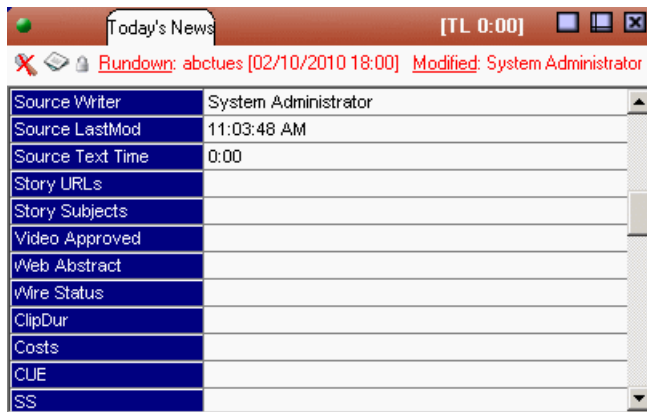 Today's News [TL 0:00]
Rundown: abctues [02/10/2010 18:00] Modified: System Administrator
Source Writer System Administrator
Source LastMod 11:03:48 AM
Source Text Time 0:00
Story URLs
Story Subjects
Video Approved
Web Abstract
Wire Status
ClipDur
Costs
CUE
SS